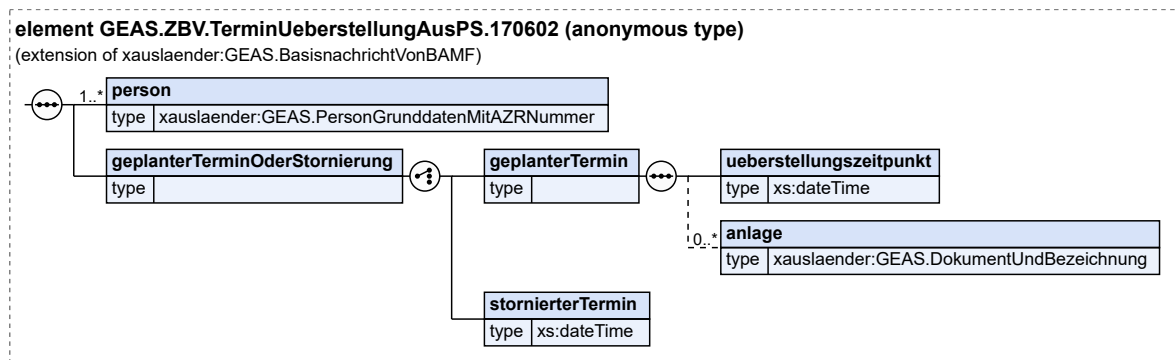 element GEAS.ZBV.TerminUeberstellungAusPS.170602 (anonymous type)
(extension of xauslaender:GEAS.BasisnachrichtVonBAMF)
1..*
person
type xauslaender:GEAS.PersonGrunddatenMitAZRNummer
geplanterTerminOderStornierung
type
geplanterTermin
type
ueberstellungszeitpunkt
type xs:dateTime
0..*
anlage
type xauslaender:GEAS.DokumentUndBezeichnung
stornierterTermin
type xs:dateTime